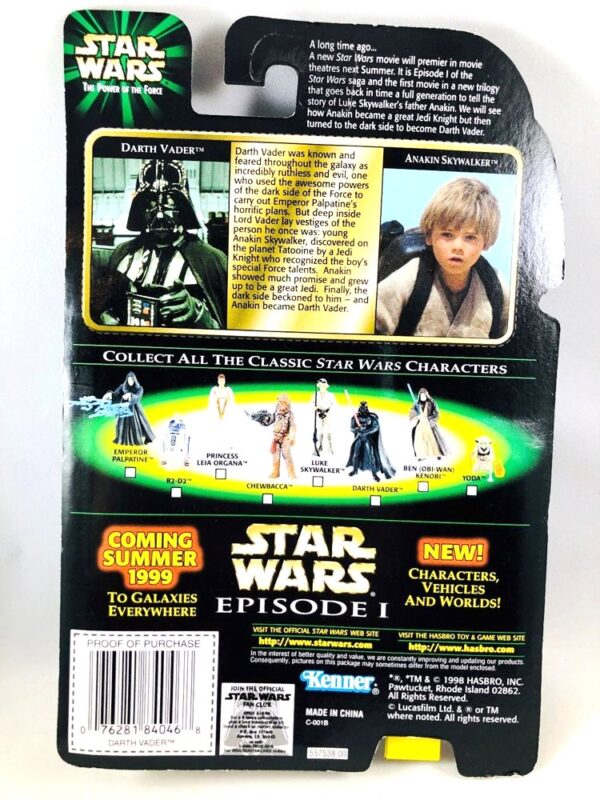 STAR
WARS
THE POWER OF THE FORCE
A long time ago...
A new Star Wars movie will premier in movie
theatres next Summer. It is Episode I of the
Star Wars saga and the first movie in a new trilogy
that goes back in time a full generation to tell the
story of Luke Skywalker's father Anakin. We will see
how Anakin became a great Jedi Knight but then
turned to the dark side to become Darth Vader.
DARTH VADER™
Darth Vader was known and
feared throughout the galaxy as
incredibly ruthless and evil, one
who used the awesome powers
of the dark side of the Force to
carry out Emperor Palpatine's
horrific plans. But deep inside
Lord Vader lay vestiges of the
person he once was: young
Anakin Skywalker, discovered on
the planet Tatooine by a Jedi
Knight who recognized the boy's
special Force talents. Anakin
showed much promise and grew
up to be a great Jedi. Finally, the
dark side beckoned to him – and
Anakin became Darth Vader.
ANAKIN SKYWALKER™
COLLECT ALL THE CLASSIC STAR WARS CHARACTERS
EMPEROR
PALPATINE™
R2-D2™
PRINCESS
LEIA ORGANA™
CHEWBACCA™
LUKE
SKYWALKER™
DARTH VADER™
BEN (OBI-WAN)
KENOBI™
YODA™
COMING
SUMMER
1999
TO GALAXIES
EVERYWHERE
STAR
WARS®
EPISODE I
NEW!
CHARACTERS,
VEHICLES
AND WORLDS!
VISIT THE OFFICIAL STAR WARS WEB SITE
http://www.starwars.com
VISIT THE HASBRO TOY & GAME WEB SITE
http://www.hasbro.com
In the interest of better quality and value, we are constantly improving and updating our products.
Consequently, pictures on this package may sometimes differ from the model enclosed.
PROOF OF PURCHASE
0 76281 84046 8
DARTH VADER™
JOIN THE OFFICIAL
STAR WARS
FAN CLUB
Kenner®
MADE IN CHINA
C-001B
557538.00
*®, *TM & © 1998 HASBRO, INC.
Pawtucket, Rhode Island 02862.
All Rights Reserved.
© Lucasfilm Ltd. & ® or TM
where noted. All rights reserved.